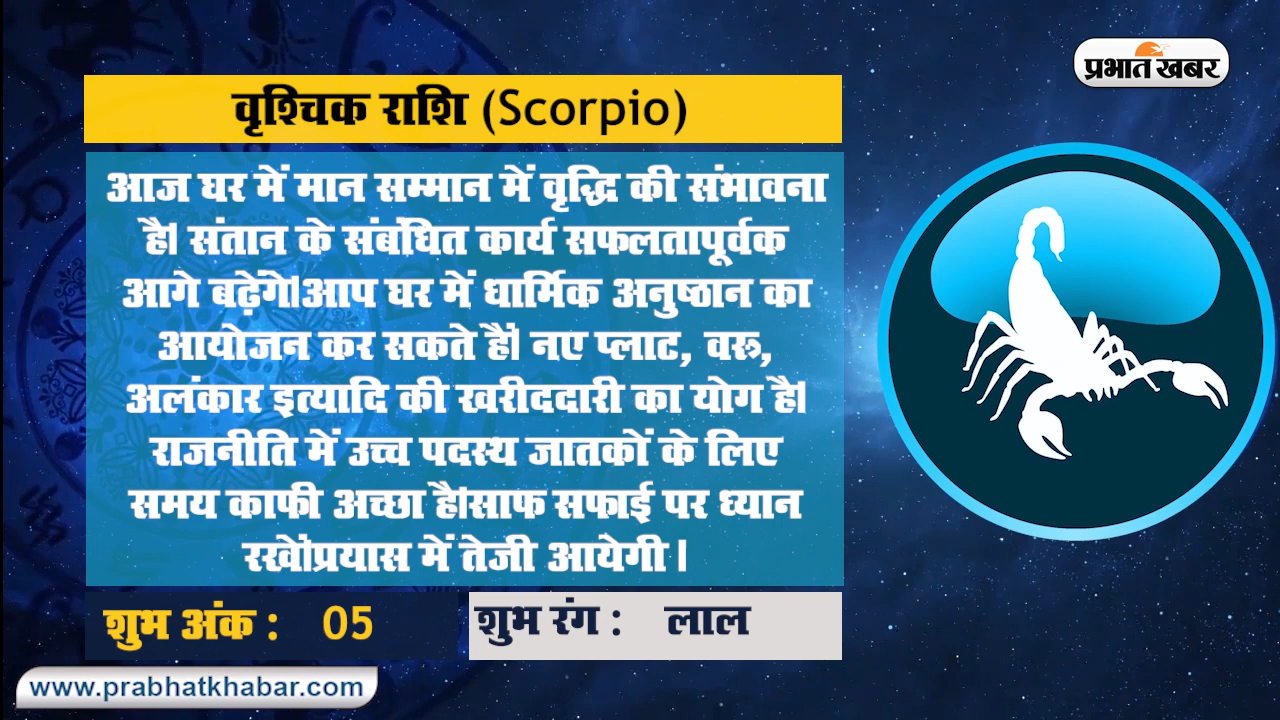 प्रभात खबर
वृश्चिक राशि (Scorpio)
आज घर में मान सम्मान में वृद्धि की संभावना
है। संतान के संबंधित कार्य सफलतापूर्वक
आगे बढ़ेंगे।आप घर में धार्मिक अनुष्ठान का
आयोजन कर सकते हैं। नए प्लाट, वस्त्र,
अलंकार इत्यादि की खरीददारी का योग है।
राजनीति में उच्च पदस्थ जातकों के लिए
समय काफी अच्छा है।साफ सफाई पर ध्यान
रखें।प्रयास में तेजी आयेगी।
शुभ अंक : 05
शुभ रंग : लाल
www.prabhatkhabar.com